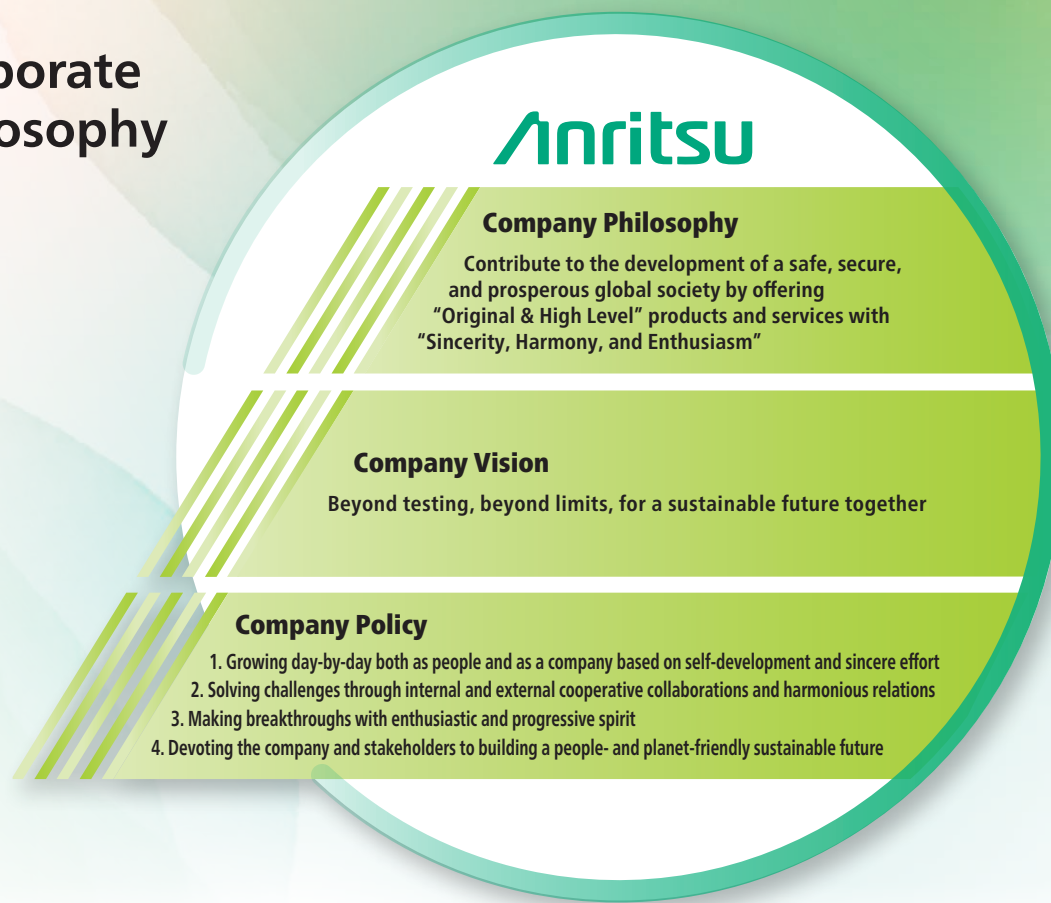 porate
losophy
Anritsu
Company Philosophy
Contribute to the development of a safe, secure,
and prosperous global society by offering
"Original & High Level" products and services with
"Sincerity, Harmony, and Enthusiasm"
Company Vision
Beyond testing, beyond limits, for a sustainable future together
Company Policy
1. Growing day-by-day both as people and as a company based on self-development and sincere effort
2. Solving challenges through internal and external cooperative collaborations and harmonious relations
3. Making breakthroughs with enthusiastic and progressive spirit
4. Devoting the company and stakeholders to building a people- and planet-friendly sustainable future